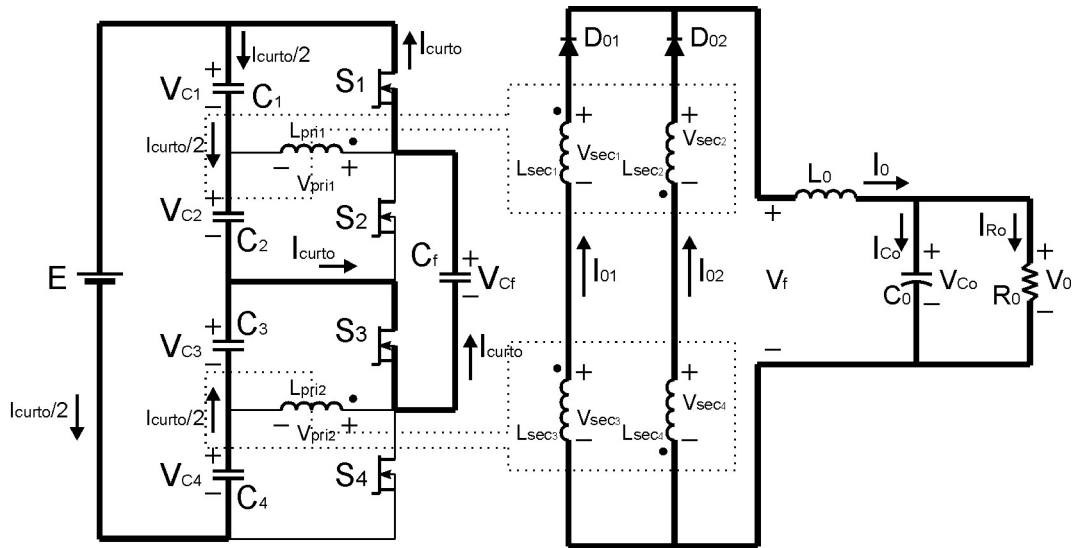 Icurto/2
Icurto
VC1
+
−
C1
S1
Icurto/2
Lpri1
−
+
Vpri1
VC2
+
−
C2
S2
Icurto
Cf
+
−
VCf
E
C3
VC3
+
−
S3
Icurto
Icurto/2
Icurto/2
Lpri2
−
+
Vpri2
VC4
+
−
C4
S4
D01
D02
+
Vsec1
−
Lsec1
+
Vsec2
−
Lsec2
I01
I02
+
Vsec3
−
Lsec3
+
Vsec4
−
Lsec4
L0
I0
+
Vf
−
ICo
+
VCo
−
C0
IRo
R0
+
V0
−